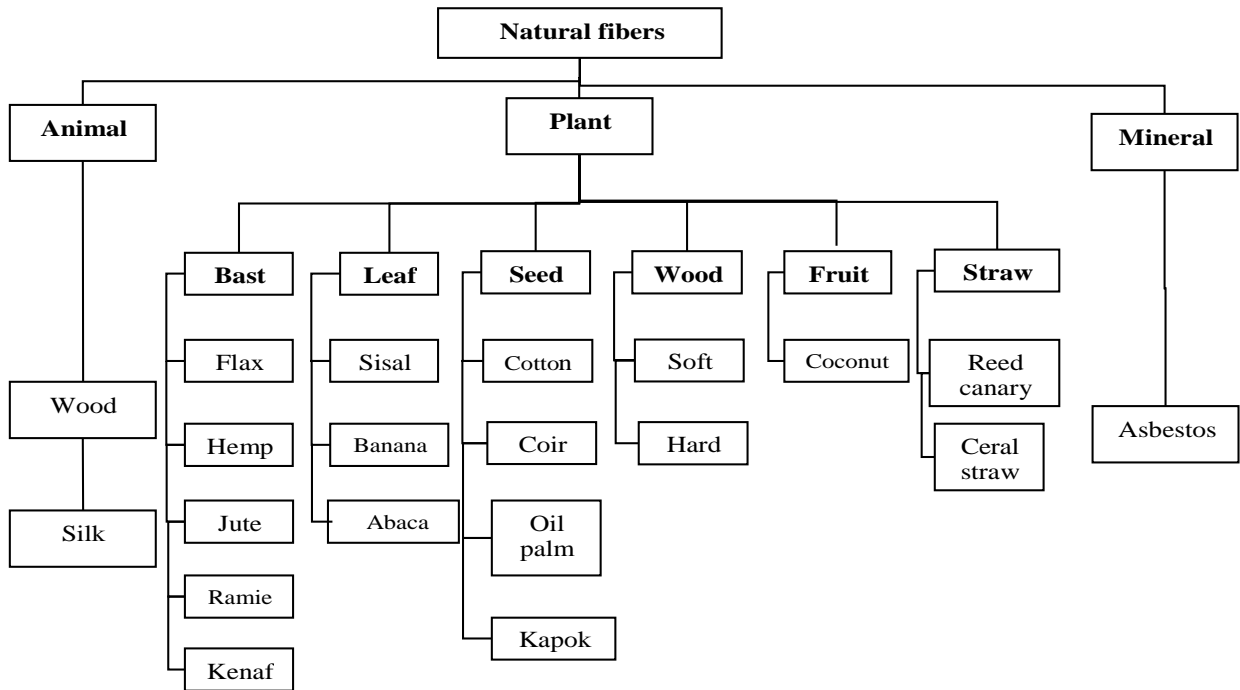 Natural fibers
Animal
Plant
Mineral
Bast
Leaf
Seed
Wood
Fruit
Straw
Flax
Sisal
Cotton
Soft
Coconut
Reed
canary
Wood
Hemp
Banana
Coir
Hard
Ceral
straw
Asbestos
Silk
Jute
Abaca
Oil
palm
Ramie
Kapok
Kenaf